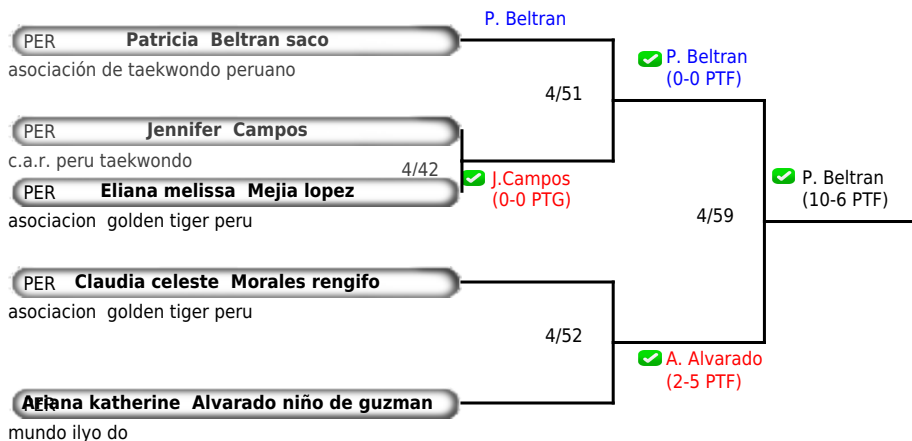 P. Beltran
PER Patricia Beltran saco
asociación de taekwondo peruano
P. Beltran
(0-0 PTF)
4/51
PER Jennifer Campos
c.a.r. peru taekwondo
4/42
J.Campos
(0-0 PTG)
PER Eliana melissa Mejia lopez
asociacion golden tiger peru
P. Beltran
(10-6 PTF)
4/59
PER Claudia celeste Morales rengifo
asociacion golden tiger peru
4/52
A. Alvarado
(2-5 PTF)
PER Ariana katherine Alvarado niño de guzman
mundo ilyo do